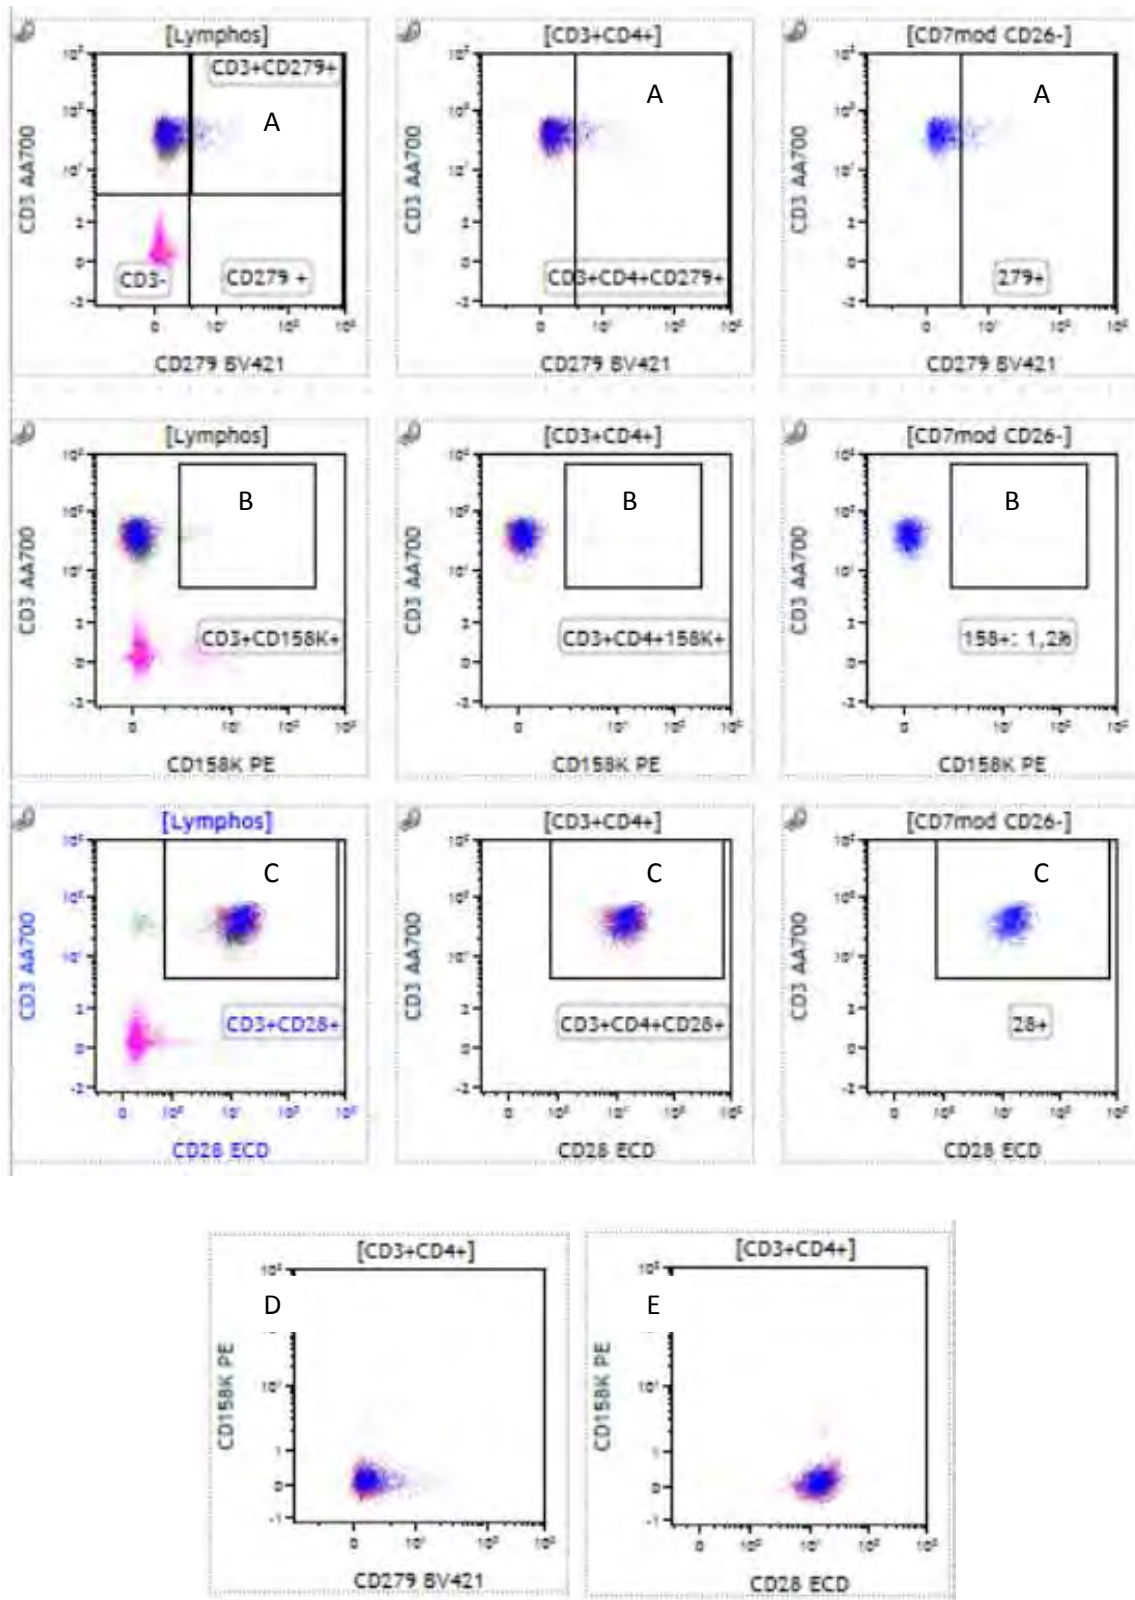 [Lymphos]
CD3+CD279+
A
CD3 AA700
CD3-
CD279 +
CD279 BV421
[CD3+CD4+]
A
CD3 AA700
CD3+CD4+CD279+
CD279 BV421
[CD7mod CD26-]
A
CD3 AA700
279+
CD279 BV421
[Lymphos]
B
CD3 AA700
CD3+CD158K+
CD158K PE
[CD3+CD4+]
B
CD3 AA700
CD3+CD4+158K+
CD158K PE
[CD7mod CD26-]
B
CD3 AA700
158+: 1,2%
CD158K PE
[Lymphos]
C
CD3 AA700
CD3+CD28+
CD28 ECD
[CD3+CD4+]
C
CD3 AA700
CD3+CD4+CD28+
CD28 ECD
[CD7mod CD26-]
C
CD3 AA700
28+
CD28 ECD
[CD3+CD4+]
D
CD158K PE
CD279 BV421
[CD3+CD4+]
E
CD158K PE
CD28 ECD